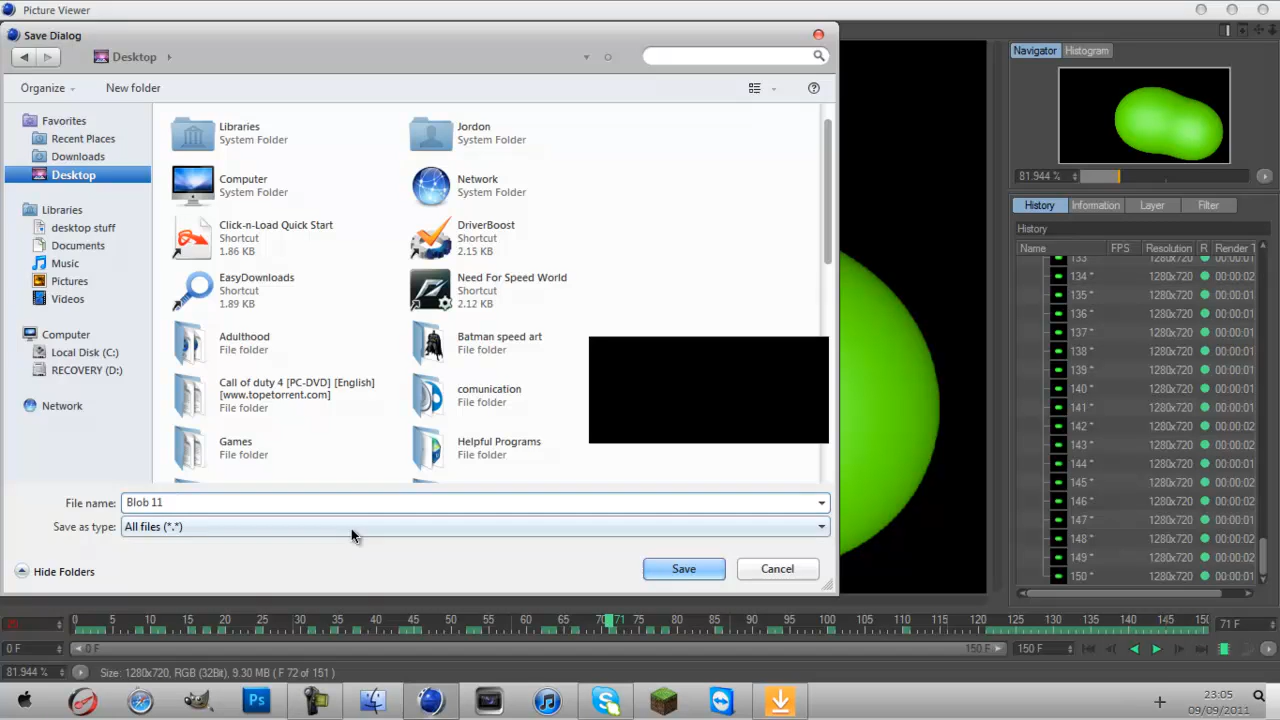 Picture Viewer
Save Dialog
Desktop
Organize
New folder
Favorites
Recent Places
Downloads
Desktop
Libraries
desktop stuff
Documents
Music
Pictures
Videos
Computer
Local Disk (C:)
RECOVERY (D:)
Network
Libraries
System Folder
Jordon
System Folder
Computer
System Folder
Network
System Folder
Click-n-Load Quick Start
Shortcut
1.86 KB
DriverBoost
Shortcut
2.15 KB
EasyDownloads
Shortcut
1.89 KB
Need For Speed World
Shortcut
2.12 KB
Adulthood
File folder
Batman speed art
File folder
Call of duty 4 [PC-DVD] [English]
[www.topetorrent.com]
File folder
comunication
File folder
Games
File folder
Helpful Programs
File folder
File name: Blob 11
Save as type: All files (*.*)
Hide Folders
Save
Cancel
Navigator Histogram
81.944 %
History Information Layer Filter
History
Name FPS Resolution R Render T
133 1280x720 00:00:01
134 * 1280x720 00:00:02
135 * 1280x720 00:00:01
136 * 1280x720 00:00:01
137 * 1280x720 00:00:01
138 * 1280x720 00:00:01
139 * 1280x720 00:00:01
140 * 1280x720 00:00:02
141 * 1280x720 00:00:01
142 * 1280x720 00:00:02
143 * 1280x720 00:00:02
144 * 1280x720 00:00:01
145 * 1280x720 00:00:02
146 * 1280x720 00:00:02
147 * 1280x720 00:00:01
148 * 1280x720 00:00:02
149 * 1280x720 00:00:02
150 * 1280x720 00:00:01
0 5 10 15 20 25 30 35 40 45 50 55 60 65 70 71 75 80 85 90 95 100 105 110 115 120 125 130 135 140 145 150 71 F
0 F 0 F 150 F 150 F
81.944 % Size: 1280x720, RGB (32Bit), 9.30 MB ( F 72 of 151 )
Ps
23:05
09/09/2011